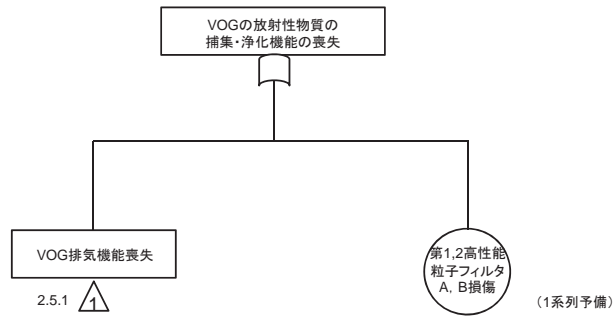 VOGの放射性物質の
捕集・浄化機能の喪失
VOG排気機能喪失
2.5.1
1
第1,2高性能
粒子フィルタ
A, B損傷
（1系列予備）